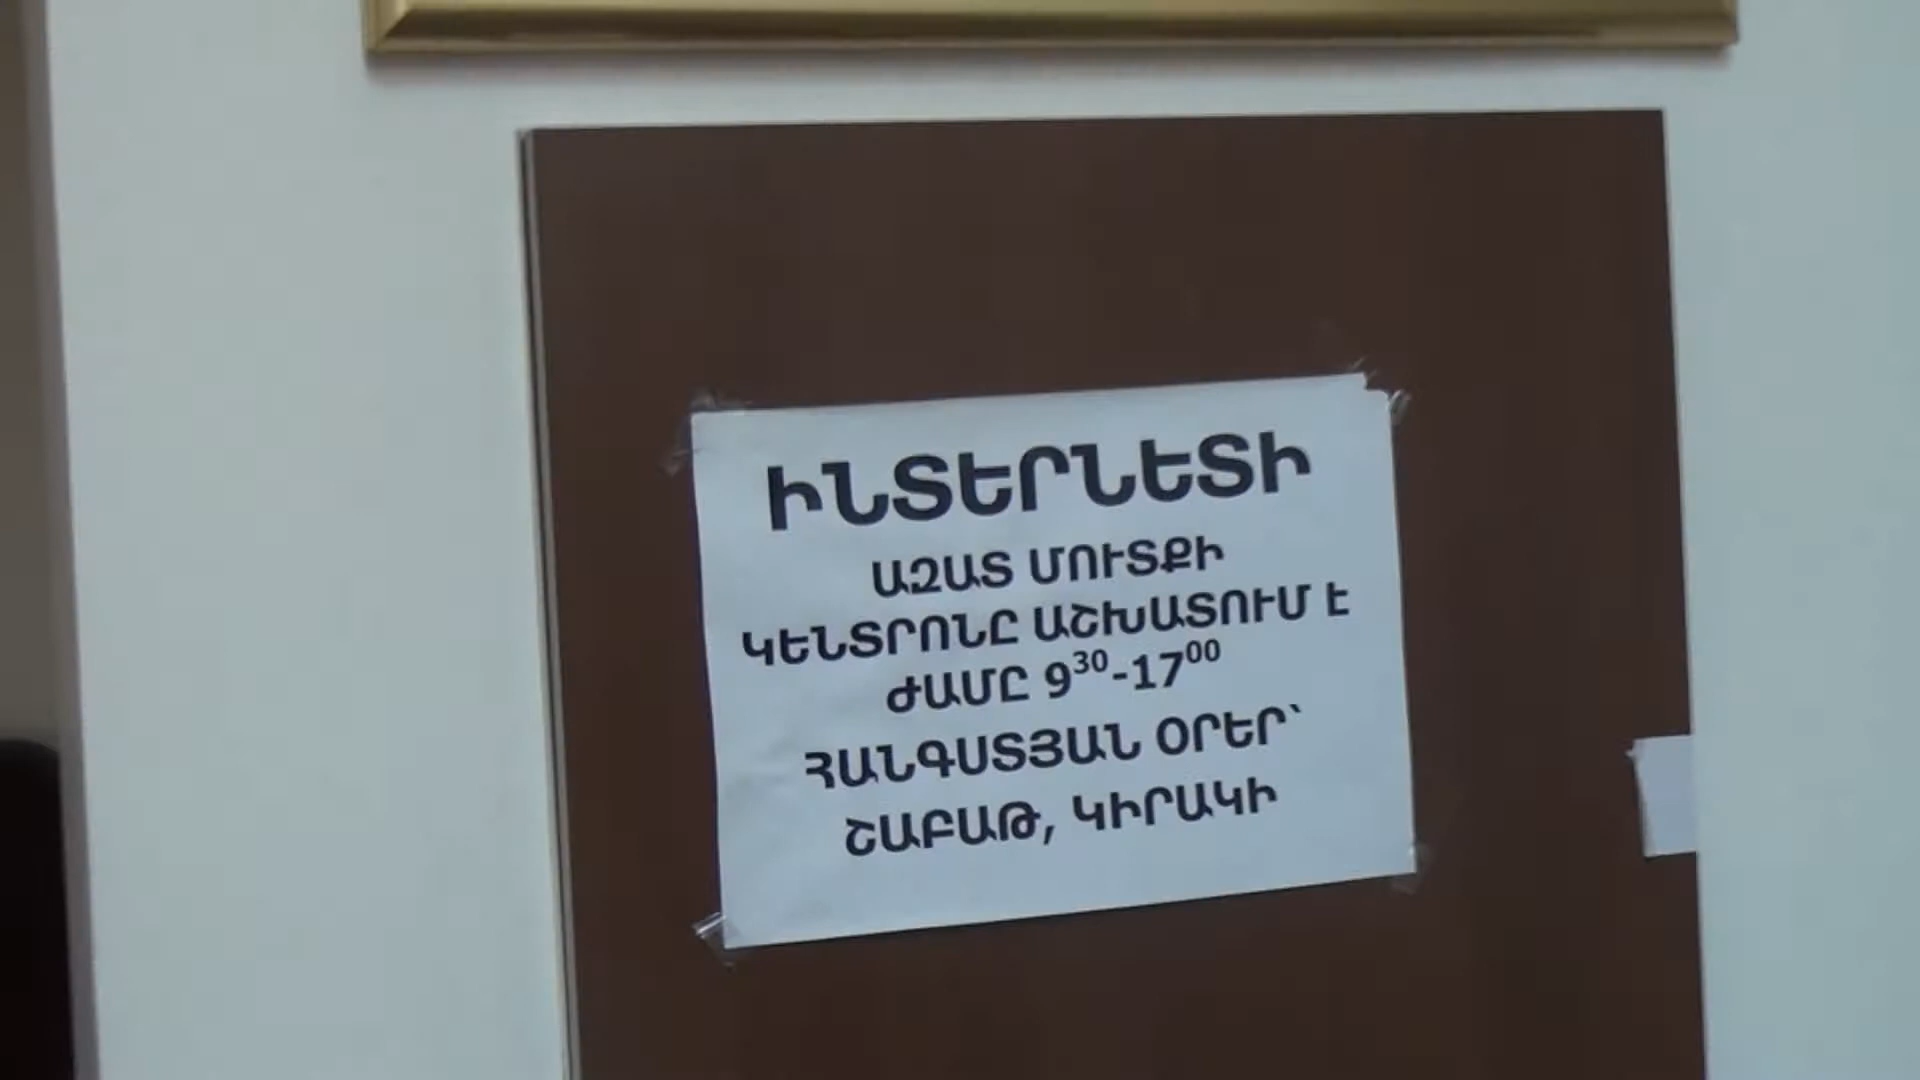 ԻՆՏԵՐՆԵՏԻ
ԱԶԱՏ ՄՈՒՏՔԻ
ԿԵՆՏՐՈՆԸ ԱՇԽԱՏՈՒՄ Է
ԺԱՄԸ 9³⁰-17⁰⁰
ՀԱՆԳՍՏՅԱՆ ՕՐԵՐ՝
ՇԱԲԱԹ, ԿԻՐԱԿԻ